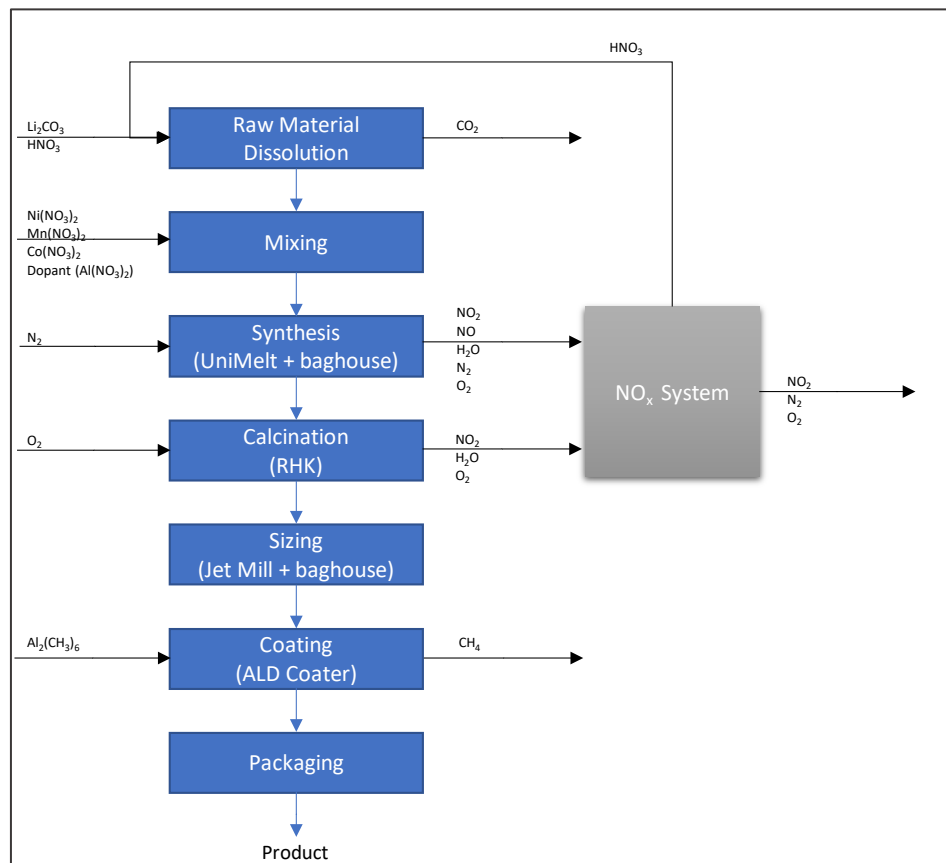 HNO₃
Li₂CO₃
HNO₃
Raw Material
Dissolution
CO₂
Ni(NO₃)₂
Mn(NO₃)₂
Co(NO₃)₂
Dopant (Al(NO₃)₂)
Mixing
N₂
Synthesis
(UniMelt + baghouse)
NO₂
NO
H₂O
N₂
O₂
NOₓ System
NO₂
N₂
O₂
O₂
Calcination
(RHK)
NO₂
H₂O
O₂
Sizing
(Jet Mill + baghouse)
Al₂(CH₃)₆
Coating
(ALD Coater)
CH₄
Packaging
Product